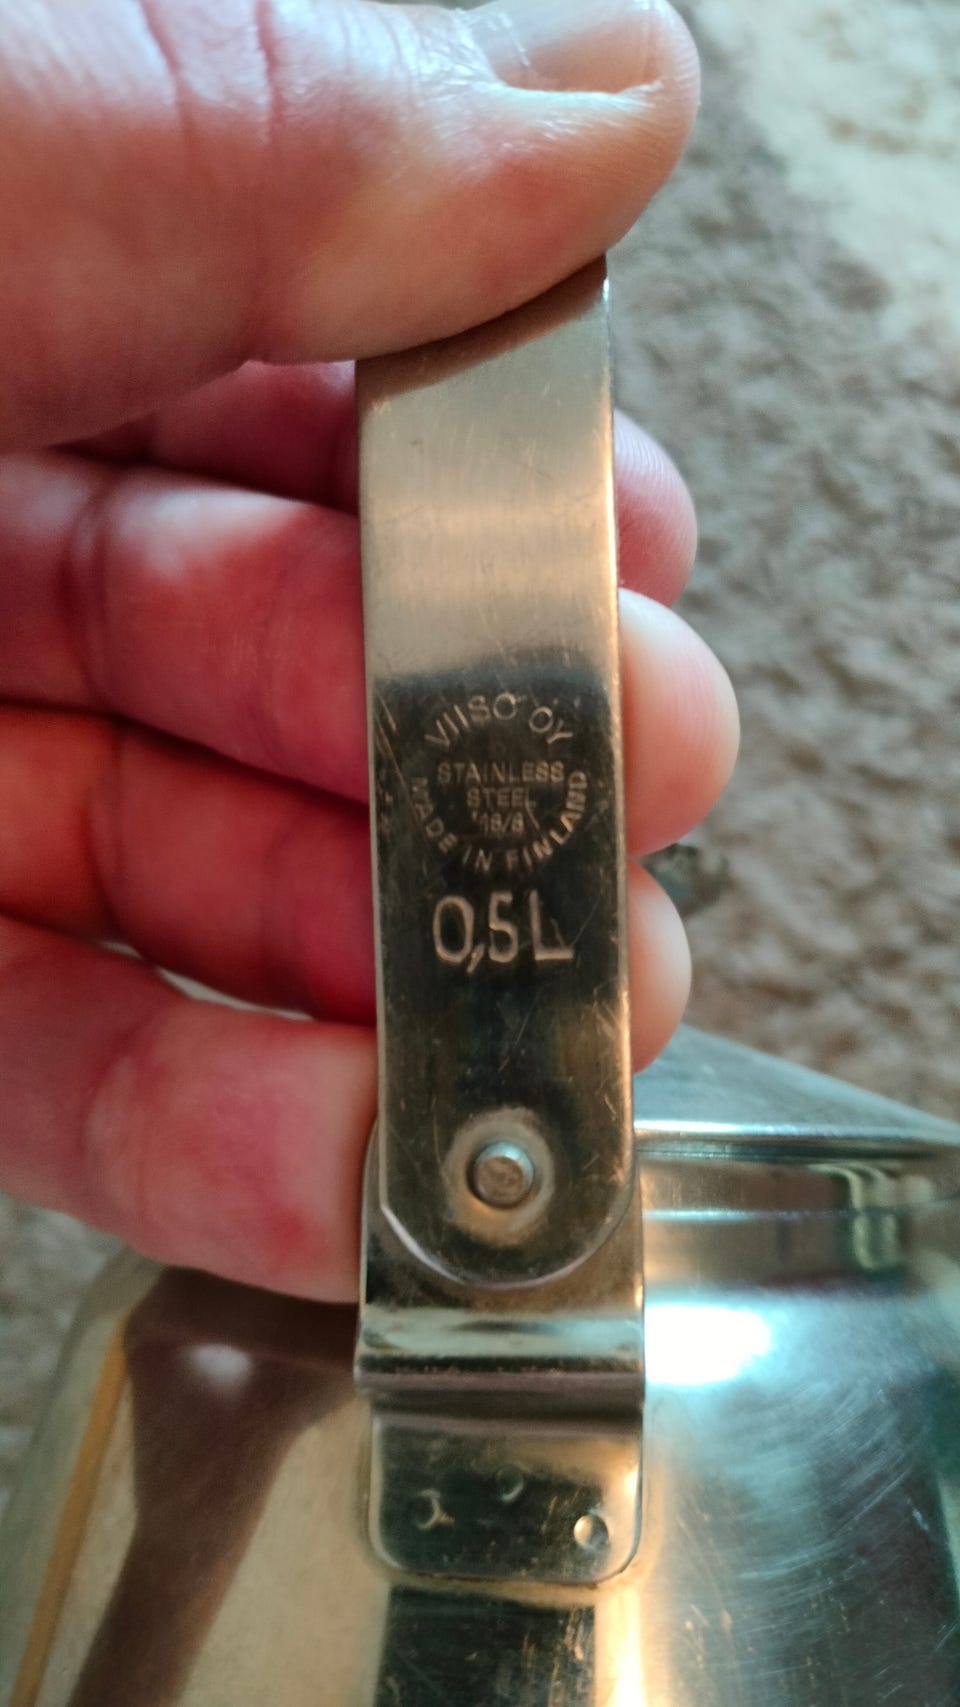 VIISO OY
STAINLESS
STEEL
18/8
MADE IN FINLAND
0,5L